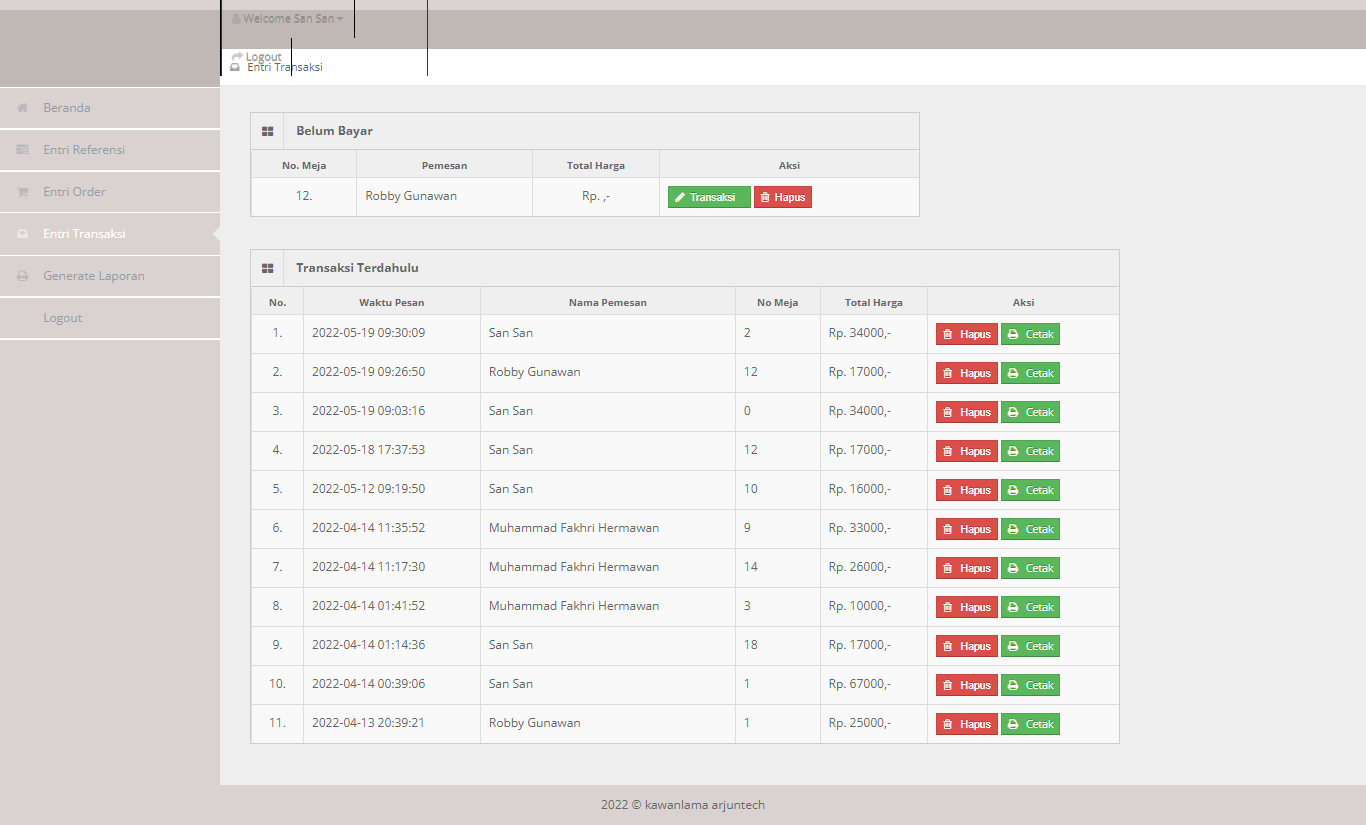 Welcome San San
Logout
Entri Transaksi
Beranda
Entri Referensi
Entri Order
Entri Transaksi
Generate Laporan
Logout
Belum Bayar
No. Meja Pemesan Total Harga Aksi
12. Robby Gunawan Rp. ,- Transaksi Hapus
Transaksi Terdahulu
No. Waktu Pesan Nama Pemesan No Meja Total Harga Aksi
1. 2022-05-19 09:30:09 San San 2 Rp. 34000,- Hapus Cetak
2. 2022-05-19 09:26:50 Robby Gunawan 12 Rp. 17000,- Hapus Cetak
3. 2022-05-19 09:03:16 San San 0 Rp. 34000,- Hapus Cetak
4. 2022-05-18 17:37:53 San San 12 Rp. 17000,- Hapus Cetak
5. 2022-05-12 09:19:50 San San 10 Rp. 16000,- Hapus Cetak
6. 2022-04-14 11:35:52 Muhammad Fakhri Hermawan 9 Rp. 33000,- Hapus Cetak
7. 2022-04-14 11:17:30 Muhammad Fakhri Hermawan 14 Rp. 26000,- Hapus Cetak
8. 2022-04-14 01:41:52 Muhammad Fakhri Hermawan 3 Rp. 10000,- Hapus Cetak
9. 2022-04-14 01:14:36 San San 18 Rp. 17000,- Hapus Cetak
10. 2022-04-14 00:39:06 San San 1 Rp. 67000,- Hapus Cetak
11. 2022-04-13 20:39:21 Robby Gunawan 1 Rp. 25000,- Hapus Cetak
2022 © kawanlama arjuntech